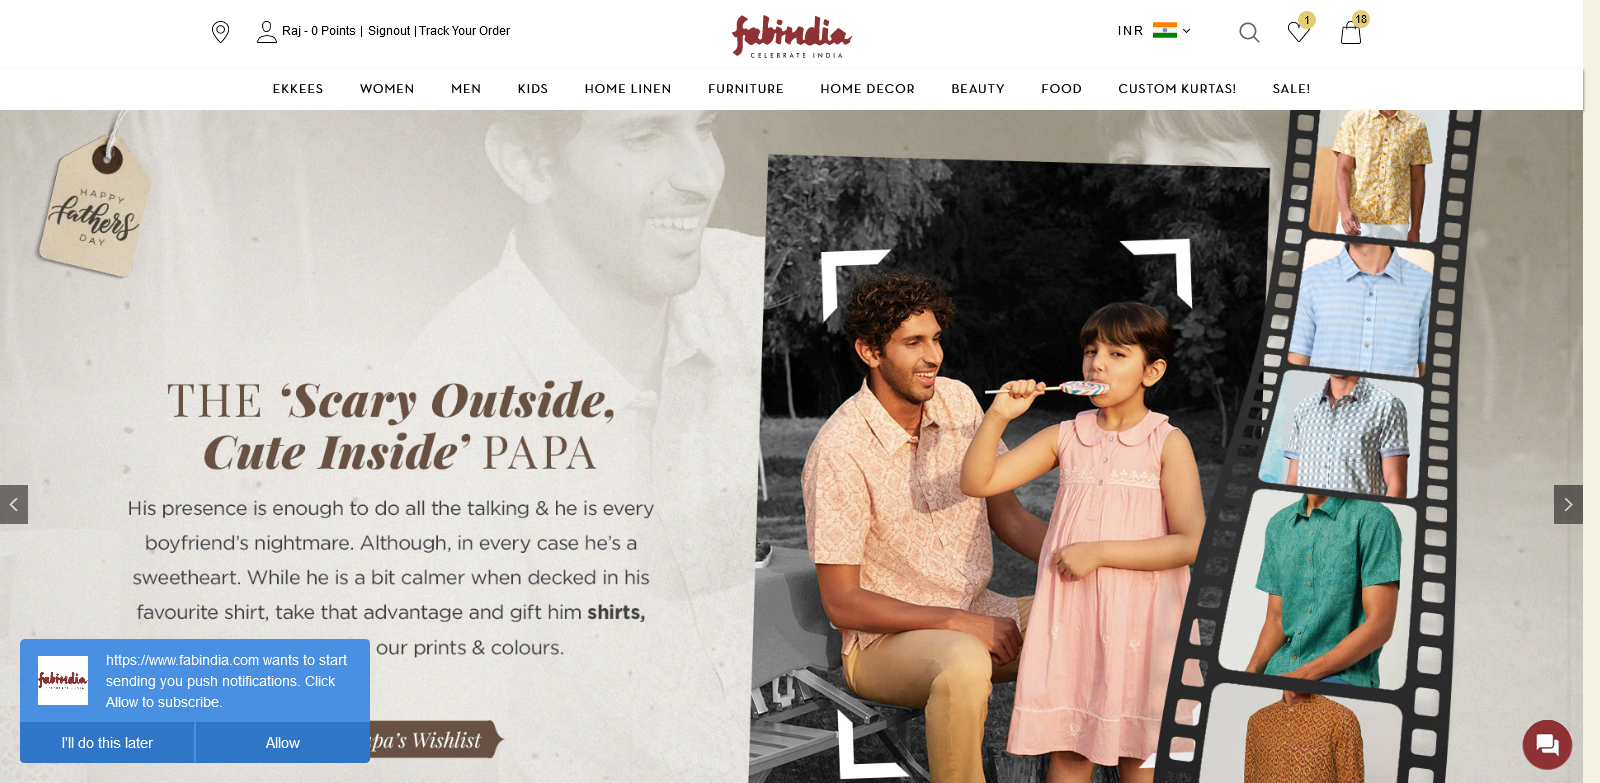 Raj - 0 Points | Signout | Track Your Order
fabindia
CELEBRATE INDIA
INR
1
18
EKKEES WOMEN MEN KIDS HOME LINEN FURNITURE HOME DECOR BEAUTY FOOD CUSTOM KURTAS! SALE!
HAPPY
fathers
DAY
THE ‘Scary Outside,
Cute Inside’ PAPA
His presence is enough to do all the talking & he is every
boyfriend’s nightmare. Although, in every case he’s a
sweetheart. While he is a bit calmer when decked in his
favourite shirt, take that advantage and gift him shirts,
our prints & colours.
Wishlist
fabindia
CELEBRATE INDIA
https://www.fabindia.com wants to start
sending you push notifications. Click
Allow to subscribe.
I'll do this later
Allow